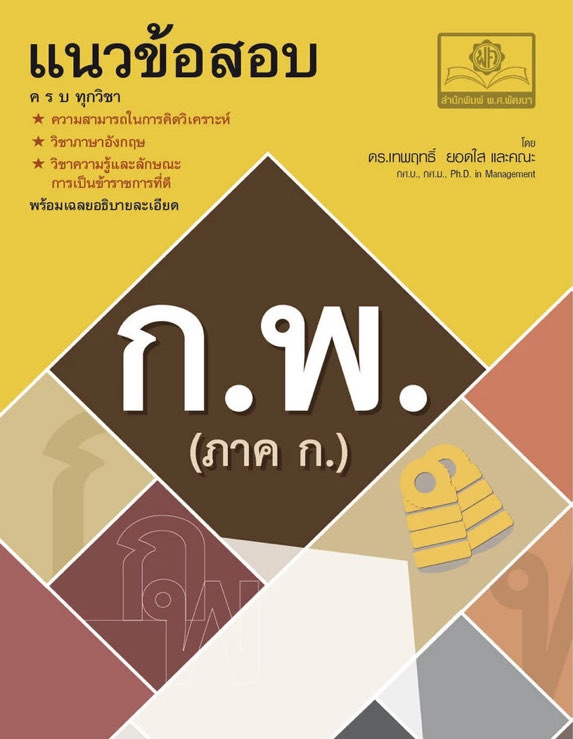 แนวข้อสอบ
ครบทุกวิชา
★ ความสามารถในการคิดวิเคราะห์
★ วิชาภาษาอังกฤษ
★ วิชาความรู้และลักษณะ
การเป็นข้าราชการที่ดี
พร้อมเฉลยอธิบายละเอียด
พศ
สำนักพิมพ์ พ.ศ.พัฒนา
โดย
ดร.เทพฤทธิ์ ยอดใส และคณะ
กศ.บ., กศ.ม., Ph.D. in Management
ก.พ.
(ภาค ก.)
ก
ก.พ
พ